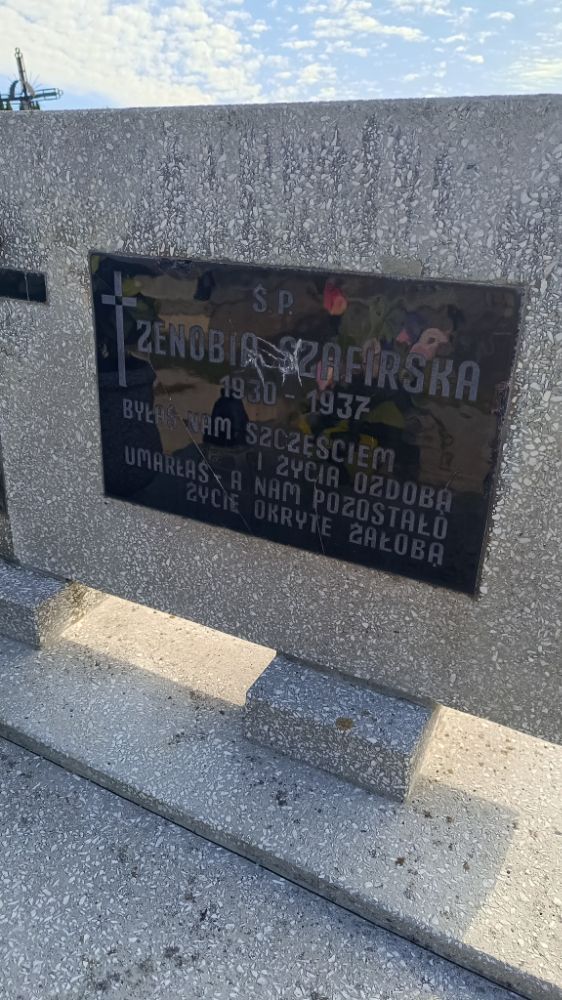 Ś.P.
ZENOBIA SZAFIRSKA
1930 - 1937
BYŁAŚ NAM SZCZĘŚCIEM
I ŻYCIA OZDOBĄ
UMARŁAŚ, A NAM POZOSTAŁO
ŻYCIE OKRYTE ŻAŁOBĄ